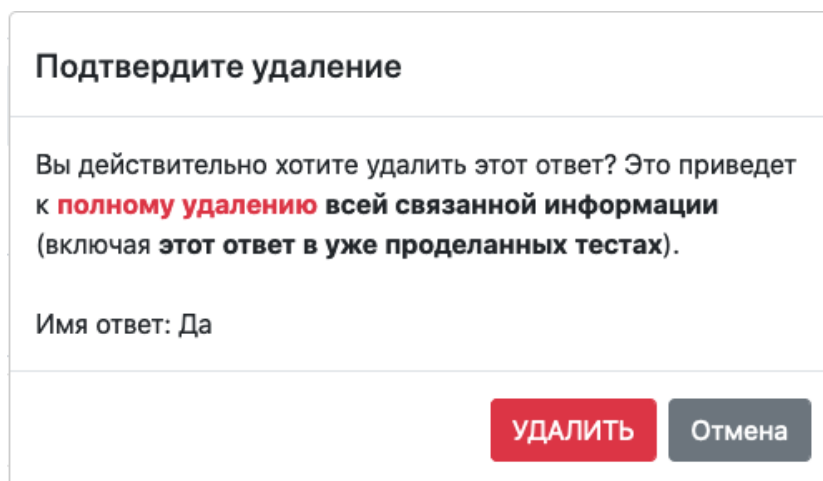 Подтвердите удаление
Вы действительно хотите удалить этот ответ? Это приведет
к полному удалению всей связанной информации
(включая этот ответ в уже проделанных тестах).
Имя ответ: Да
УДАЛИТЬ Отмена